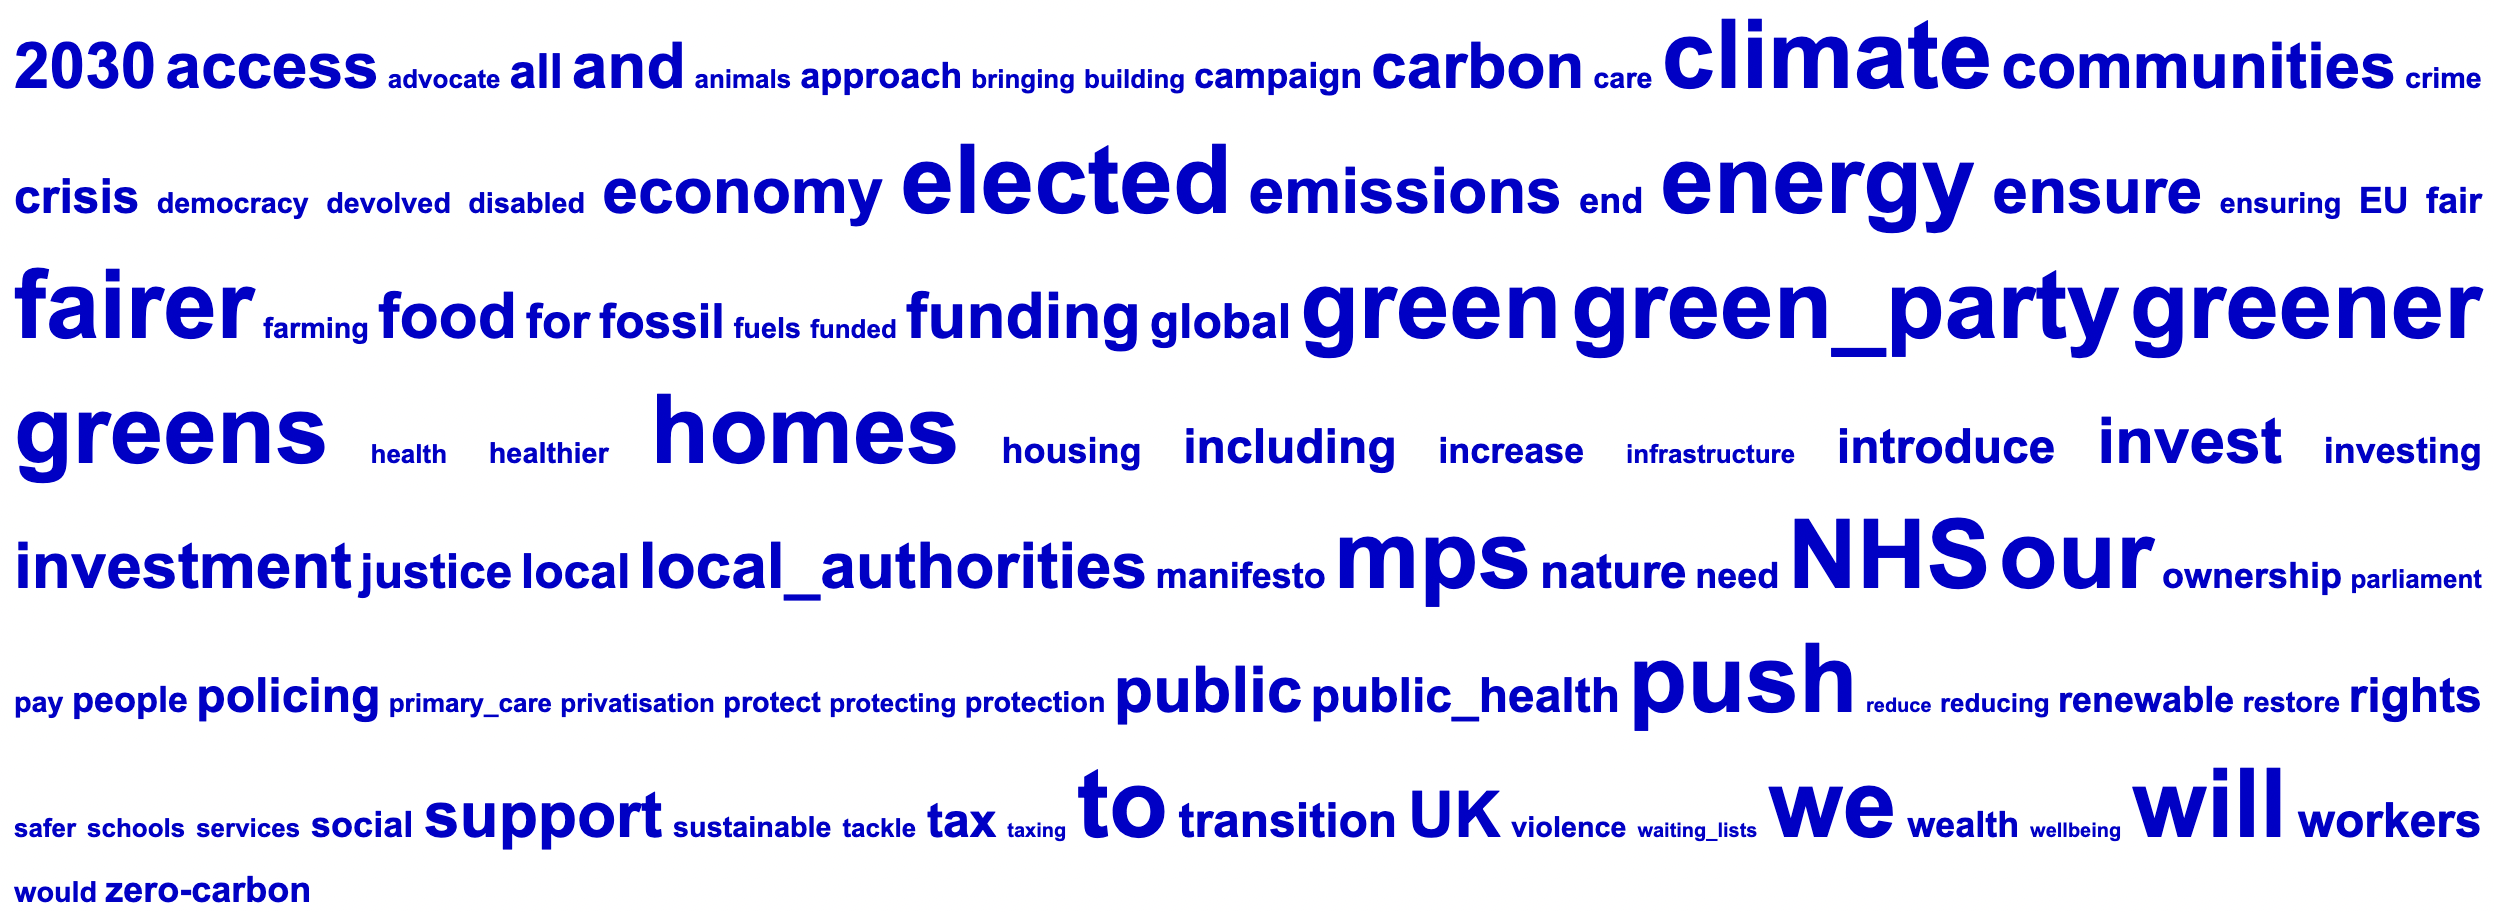 2030 access advocate all and animals approach bringing building campaign carbon care climate communities crime
crisis democracy devolved disabled economy elected emissions end energy ensure ensuring EU fair
fairer farming food for fossil fuels funded funding global green green_party greener
greens health healthier homes housing including increase infrastructure introduce invest investing
investment justice local local_authorities manifesto mps nature need NHS our ownership parliament
pay people policing primary_care privatisation protect protecting protection public public_health push reduce reducing renewable restore rights
safer schools services social support sustainable tackle tax taxing to transition UK violence waiting_lists we wealth wellbeing will workers
would zero-carbon